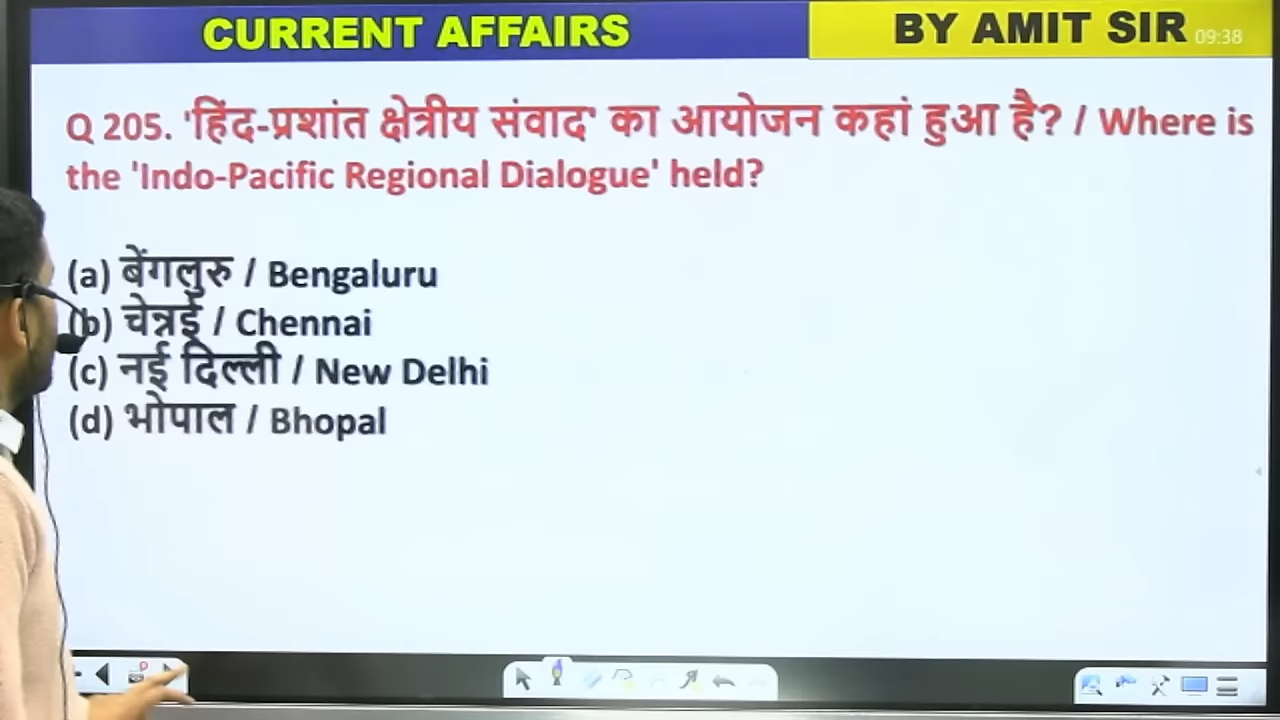 CURRENT AFFAIRS
BY AMIT SIR 09:38
Q 205. 'हिंद-प्रशांत क्षेत्रीय संवाद' का आयोजन कहां हुआ है? / Where is
the 'Indo-Pacific Regional Dialogue' held?
(a) बेंगलुरु / Bengaluru
(b) चेन्नई / Chennai
(c) नई दिल्ली / New Delhi
(d) भोपाल / Bhopal